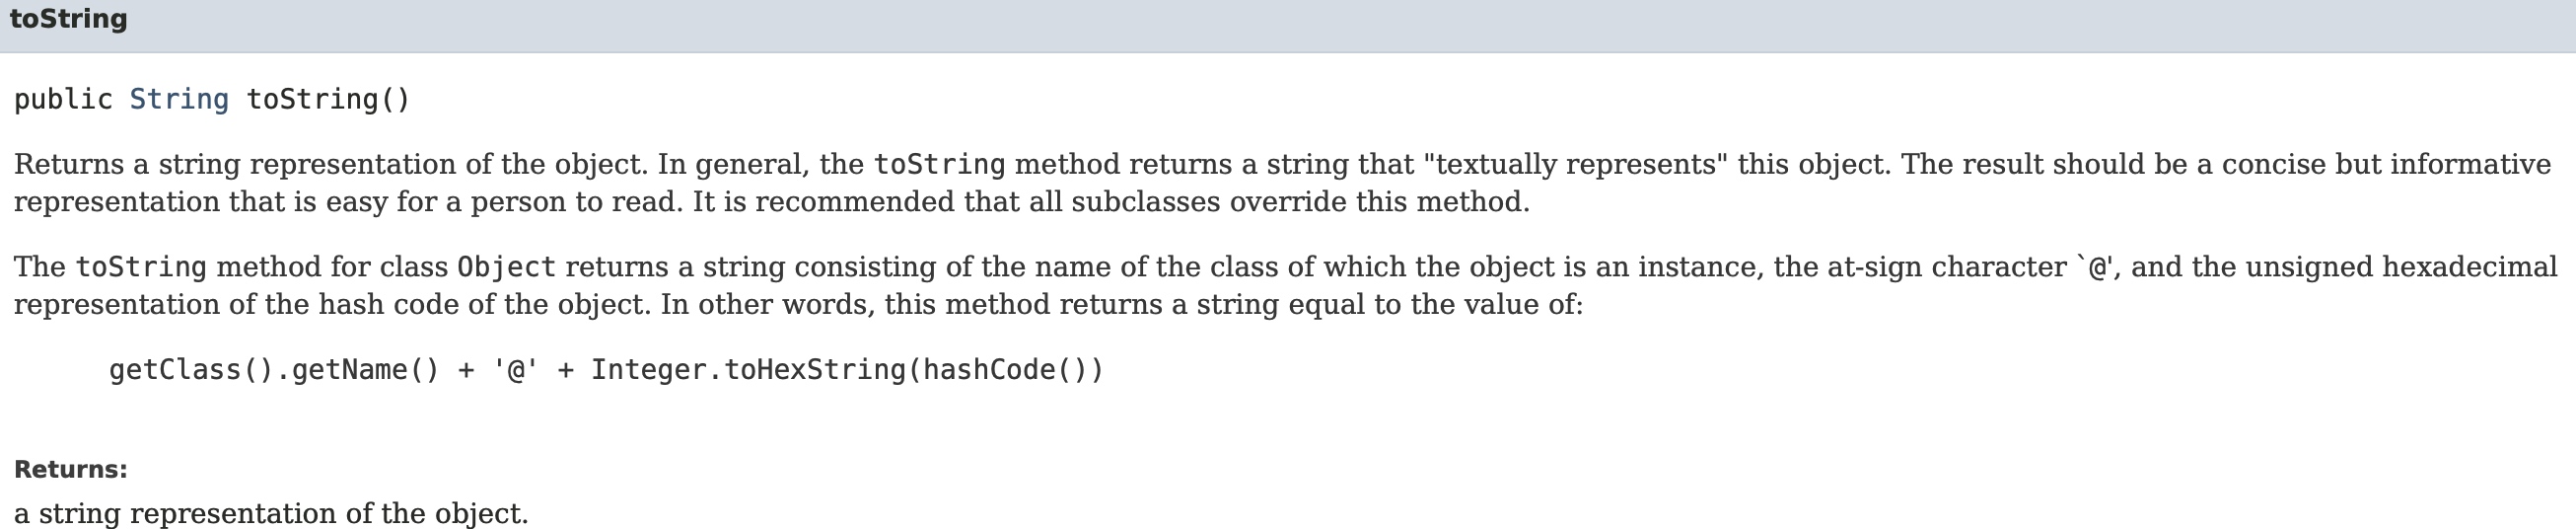 toString
public String toString()
Returns a string representation of the object. In general, the toString method returns a string that "textually represents" this object. The result should be a concise but informative
representation that is easy for a person to read. It is recommended that all subclasses override this method.
The toString method for class Object returns a string consisting of the name of the class of which the object is an instance, the at-sign character `@', and the unsigned hexadecimal
representation of the hash code of the object. In other words, this method returns a string equal to the value of:
getClass().getName() + '@' + Integer.toHexString(hashCode())
Returns:
a string representation of the object.